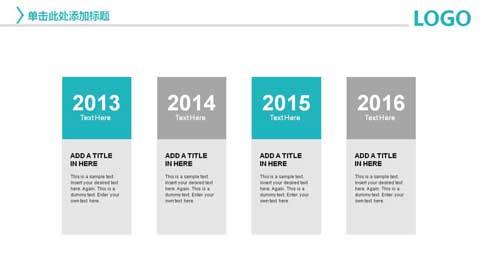 单击此处添加标题
LOGO
2013
Text Here
ADD A TITLE
IN HERE
This is a sample text.
Insert your desired text
here. Again. This is a
dummy text. Enter your
own text here.
2014
Text Here
ADD A TITLE
IN HERE
This is a sample text.
Insert your desired text
here. Again. This is a
dummy text. Enter your
own text here.
2015
Text Here
ADD A TITLE
IN HERE
This is a sample text.
Insert your desired text
here. Again. This is a
dummy text. Enter your
own text here.
2016
Text Here
ADD A TITLE
IN HERE
This is a sample text.
Insert your desired text
here. Again. This is a
dummy text. Enter your
own text here.